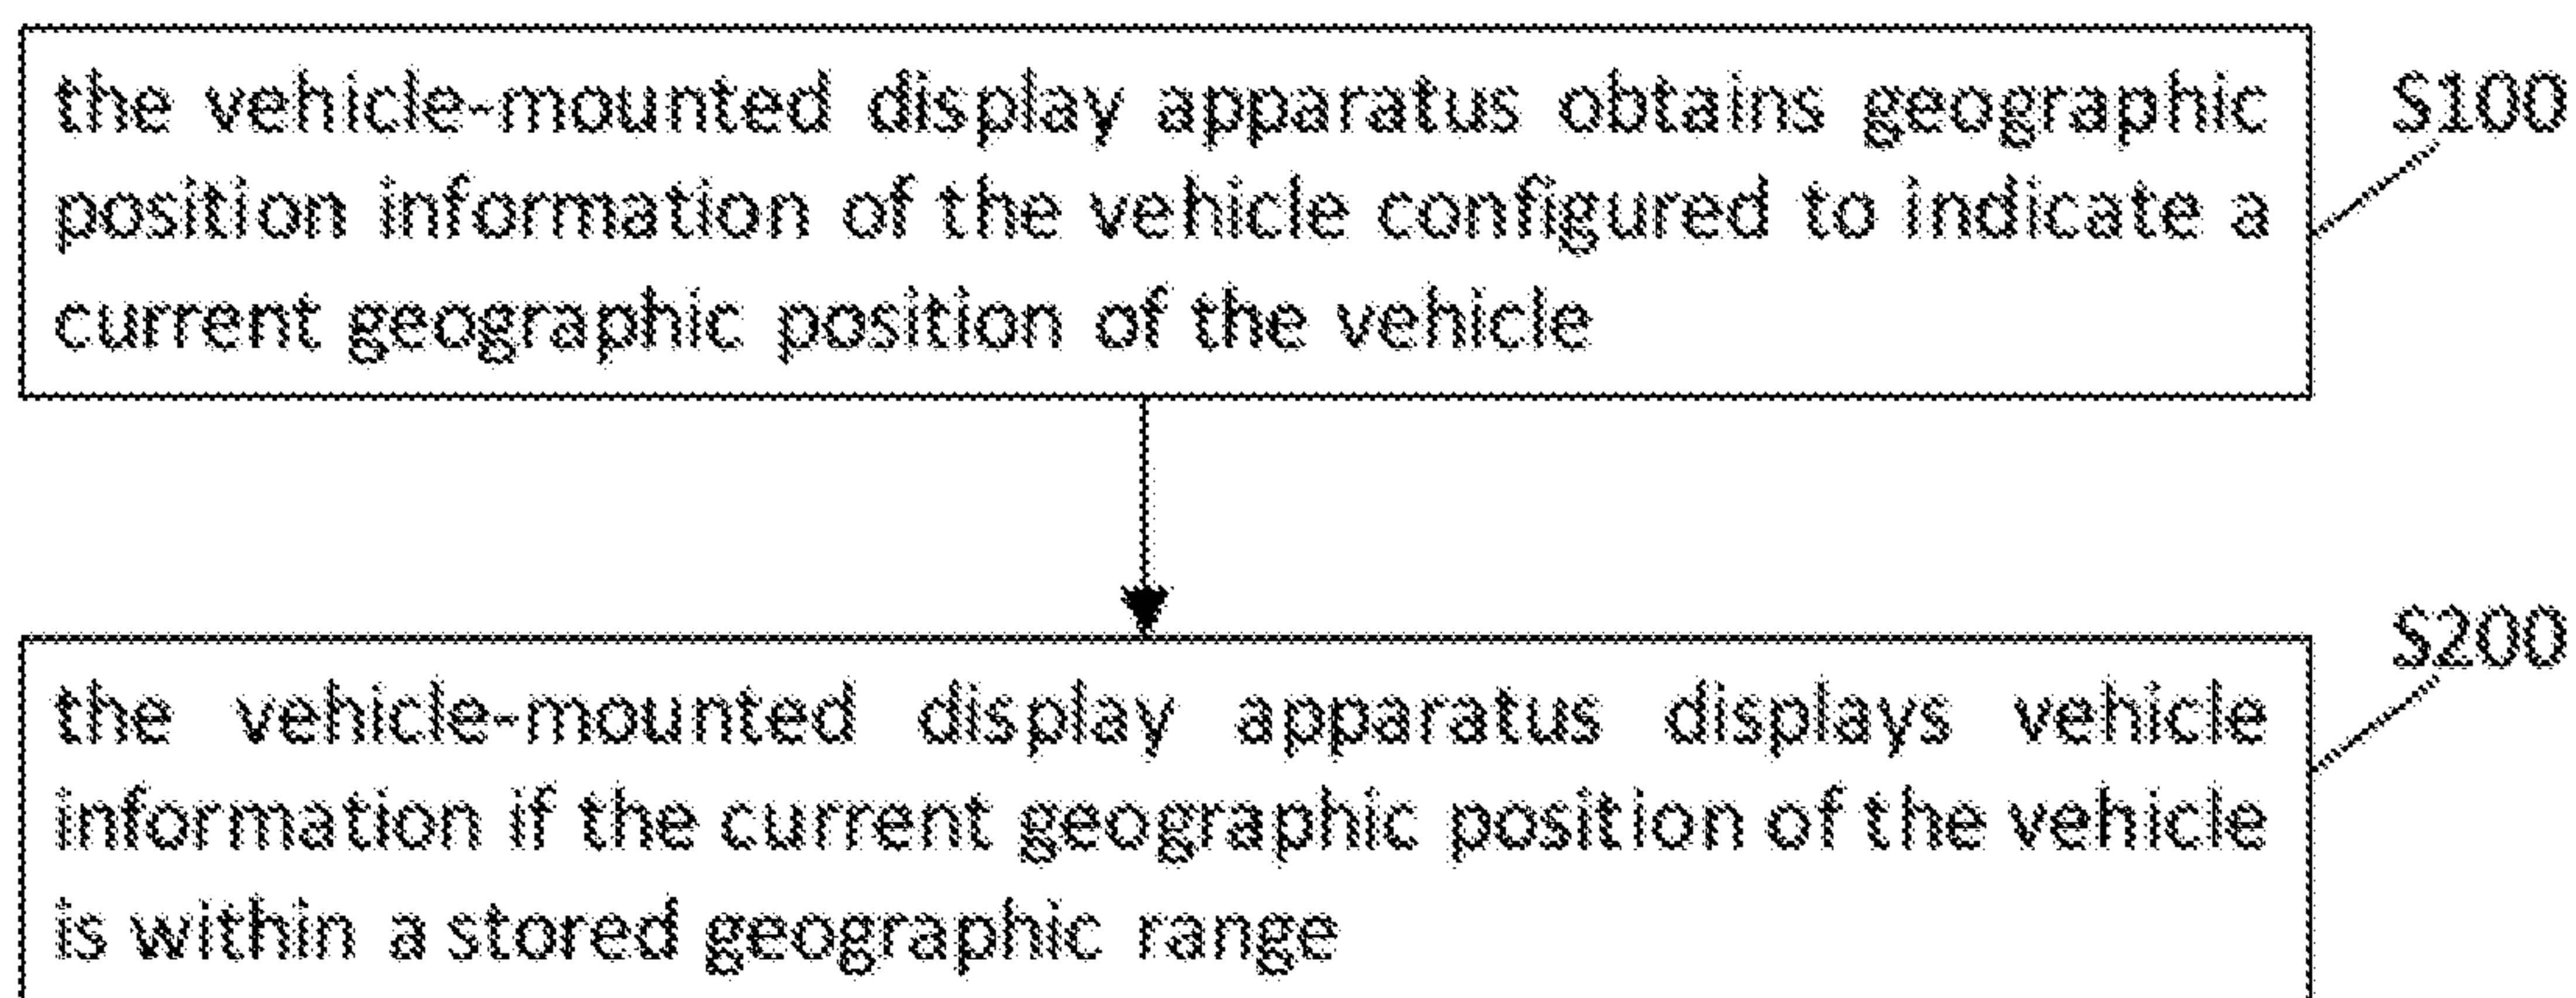 the vehicle-mounted display apparatus obtains geographic
position information of the vehicle configured to indicate a
current geographic position of the vehicle
S100
the vehicle-mounted display apparatus displays vehicle
information if the current geographic position of the vehicle
is within a stored geographic range
S200